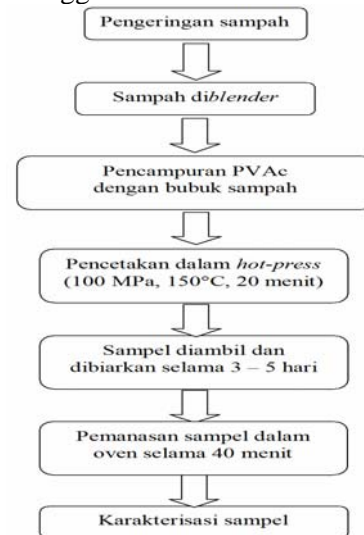 Pengeringan sampah
Sampah diblender
Pencampuran PVAc
dengan bubuk sampah
Pencetakan dalam hot-press
(100 MPa, 150°C, 20 menit)
Sampel diambil dan
dibiarkan selama 3 – 5 hari
Pemanasan sampel dalam
oven selama 40 menit
Karakterisasi sampel